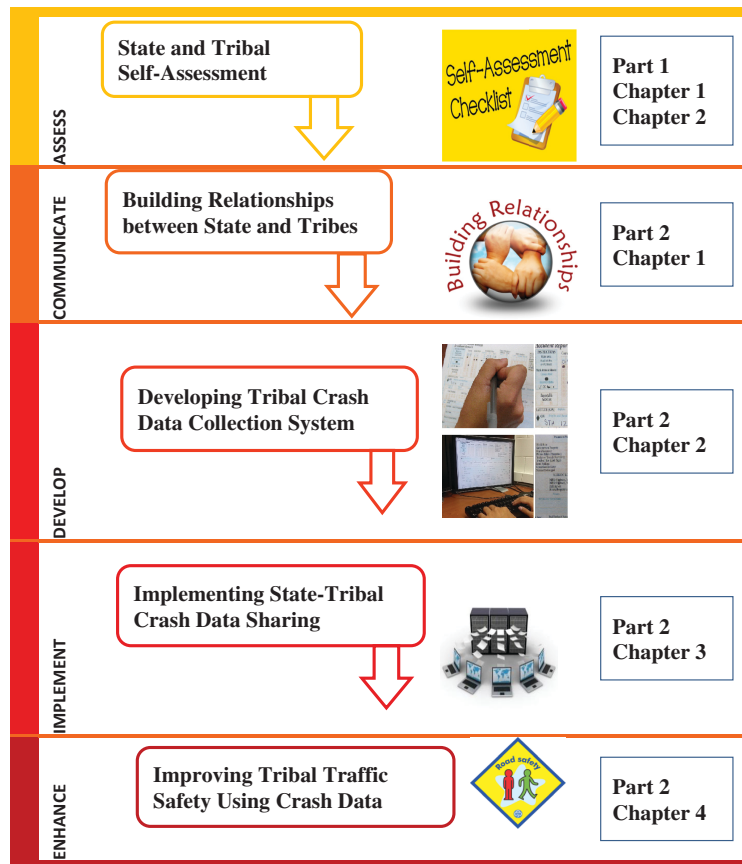 ASSESS
State and Tribal
Self-Assessment
Self-Assessment
Checklist
Part 1
Chapter 1
Chapter 2
COMMUNICATE
Building Relationships
between State and Tribes
Building Relationships
Part 2
Chapter 1
DEVELOP
Developing Tribal Crash
Data Collection System
Part 2
Chapter 2
IMPLEMENT
Implementing State-Tribal
Crash Data Sharing
Part 2
Chapter 3
ENHANCE
Improving Tribal Traffic
Safety Using Crash Data
Road safety
Part 2
Chapter 4